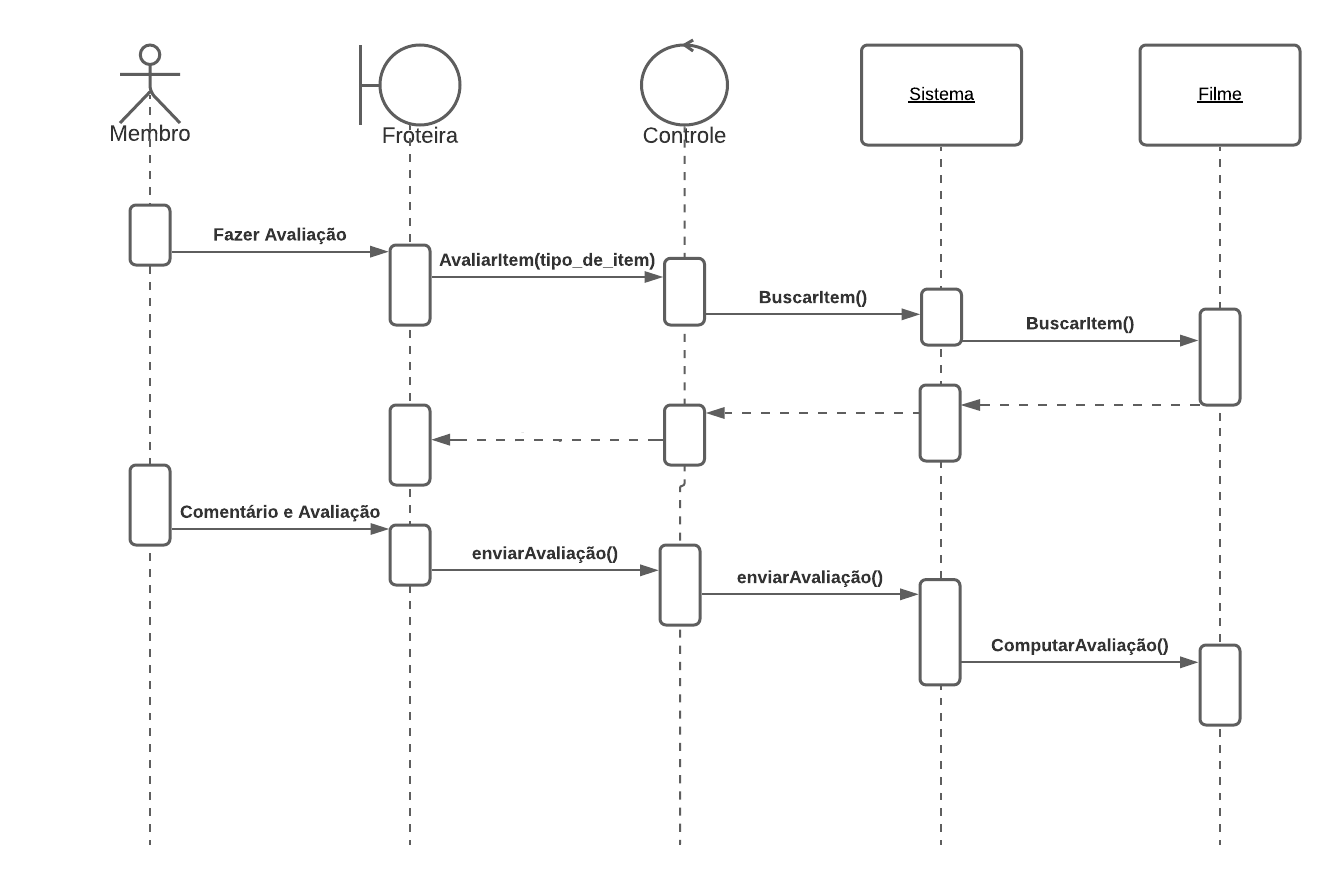 Membro
Froteira
Controle
Sistema
Filme
Fazer Avaliação
AvaliarItem(tipo_de_item)
BuscarItem()
BuscarItem()
Comentário e Avaliação
enviarAvaliação()
enviarAvaliação()
ComputarAvaliação()